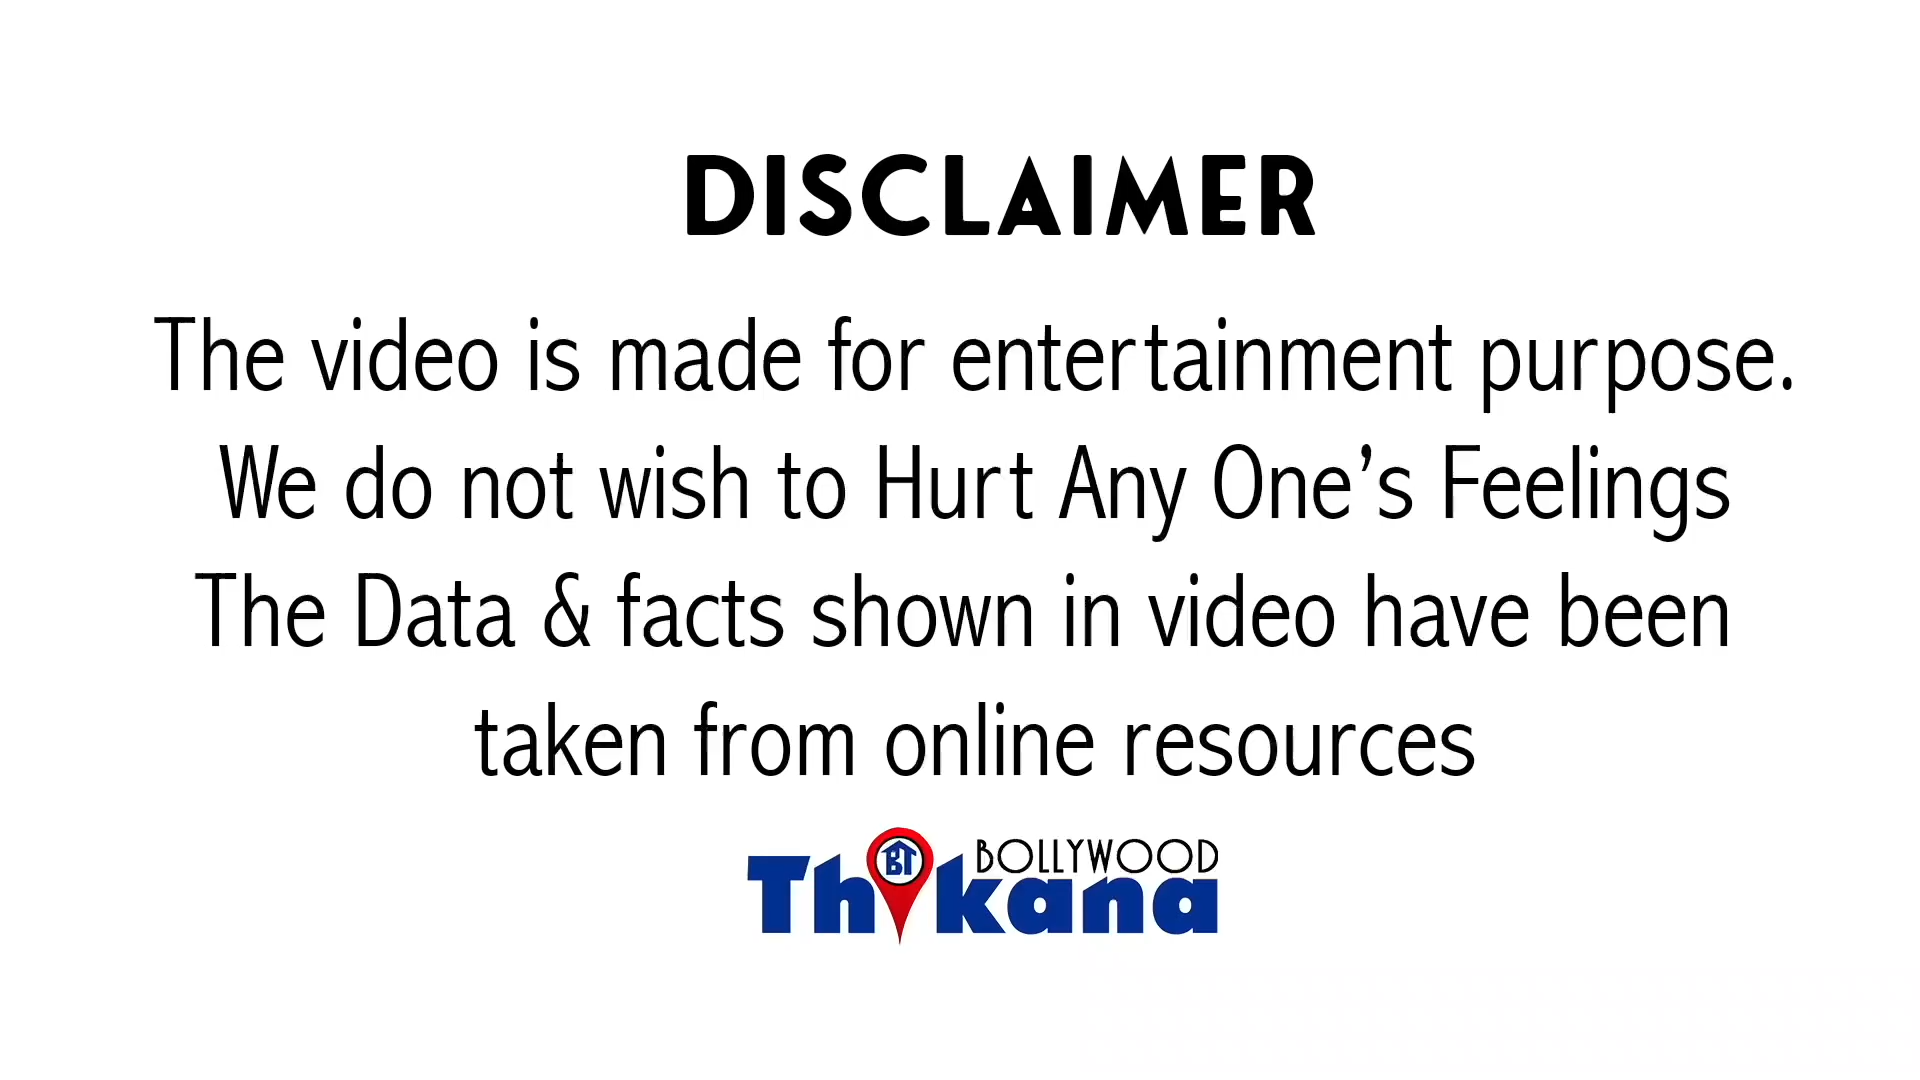 DISCLAIMER
The video is made for entertainment purpose.
We do not wish to Hurt Any One’s Feelings
The Data & facts shown in video have been
taken from online resources
BT
BOLLYWOOD
Thikana